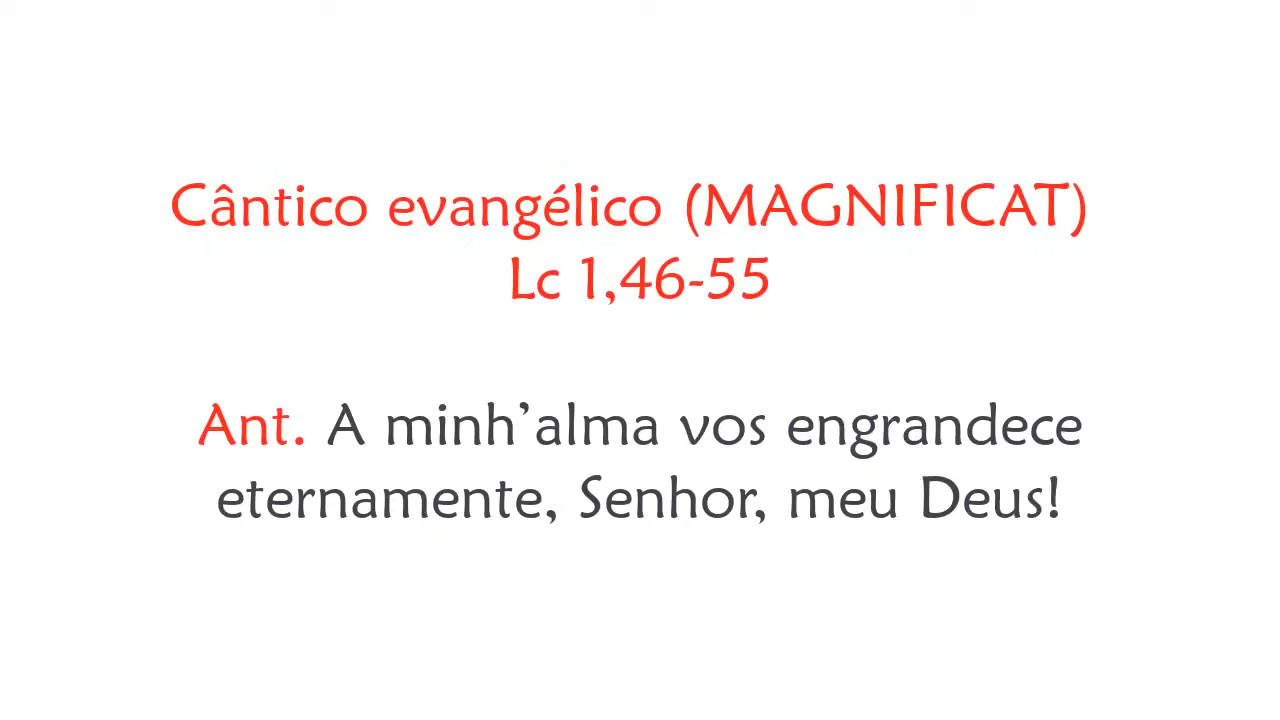 Cântico evangélico (MAGNIFICAT)
Lc 1,46-55
Ant. A minh’alma vos engrandece
eternamente, Senhor, meu Deus!